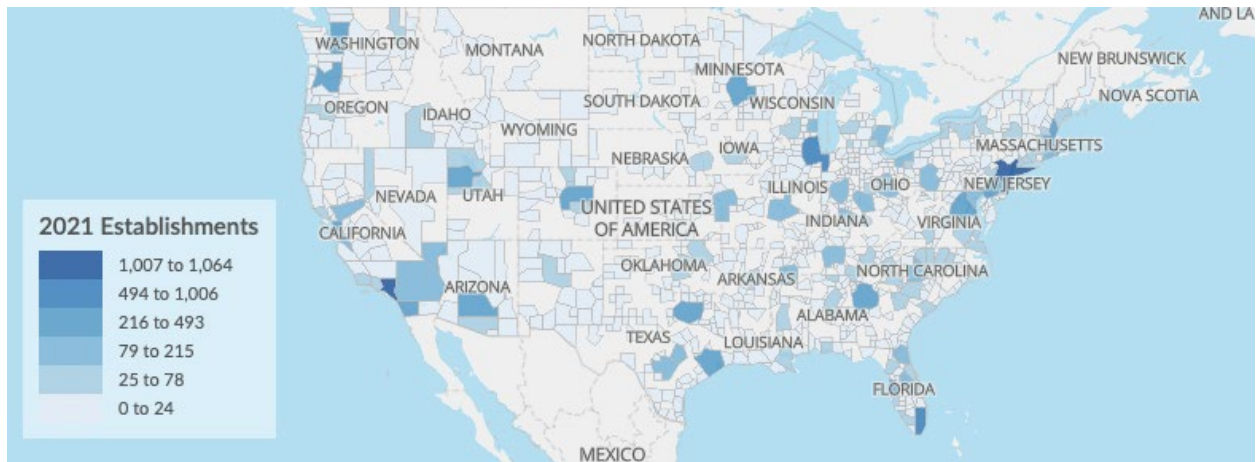 AND LA
WASHINGTON
MONTANA
NORTH DAKOTA
MINNESOTA
NEW BRUNSWICK
NOVA SCOTIA
OREGON
IDAHO
SOUTH DAKOTA
WISCONSIN
WYOMING
MASSACHUSETTS
NEBRASKA
IOWA
NEVADA
UTAH
ILLINOIS
OHIO
NEW JERSEY
UNITED STATES
OF AMERICA
INDIANA
VIRGINIA
CALIFORNIA
OKLAHOMA
ARKANSAS
NORTH CAROLINA
ARIZONA
ALABAMA
TEXAS
LOUISIANA
FLORIDA
MEXICO
2021 Establishments
1,007 to 1,064
494 to 1,006
216 to 493
79 to 215
25 to 78
0 to 24